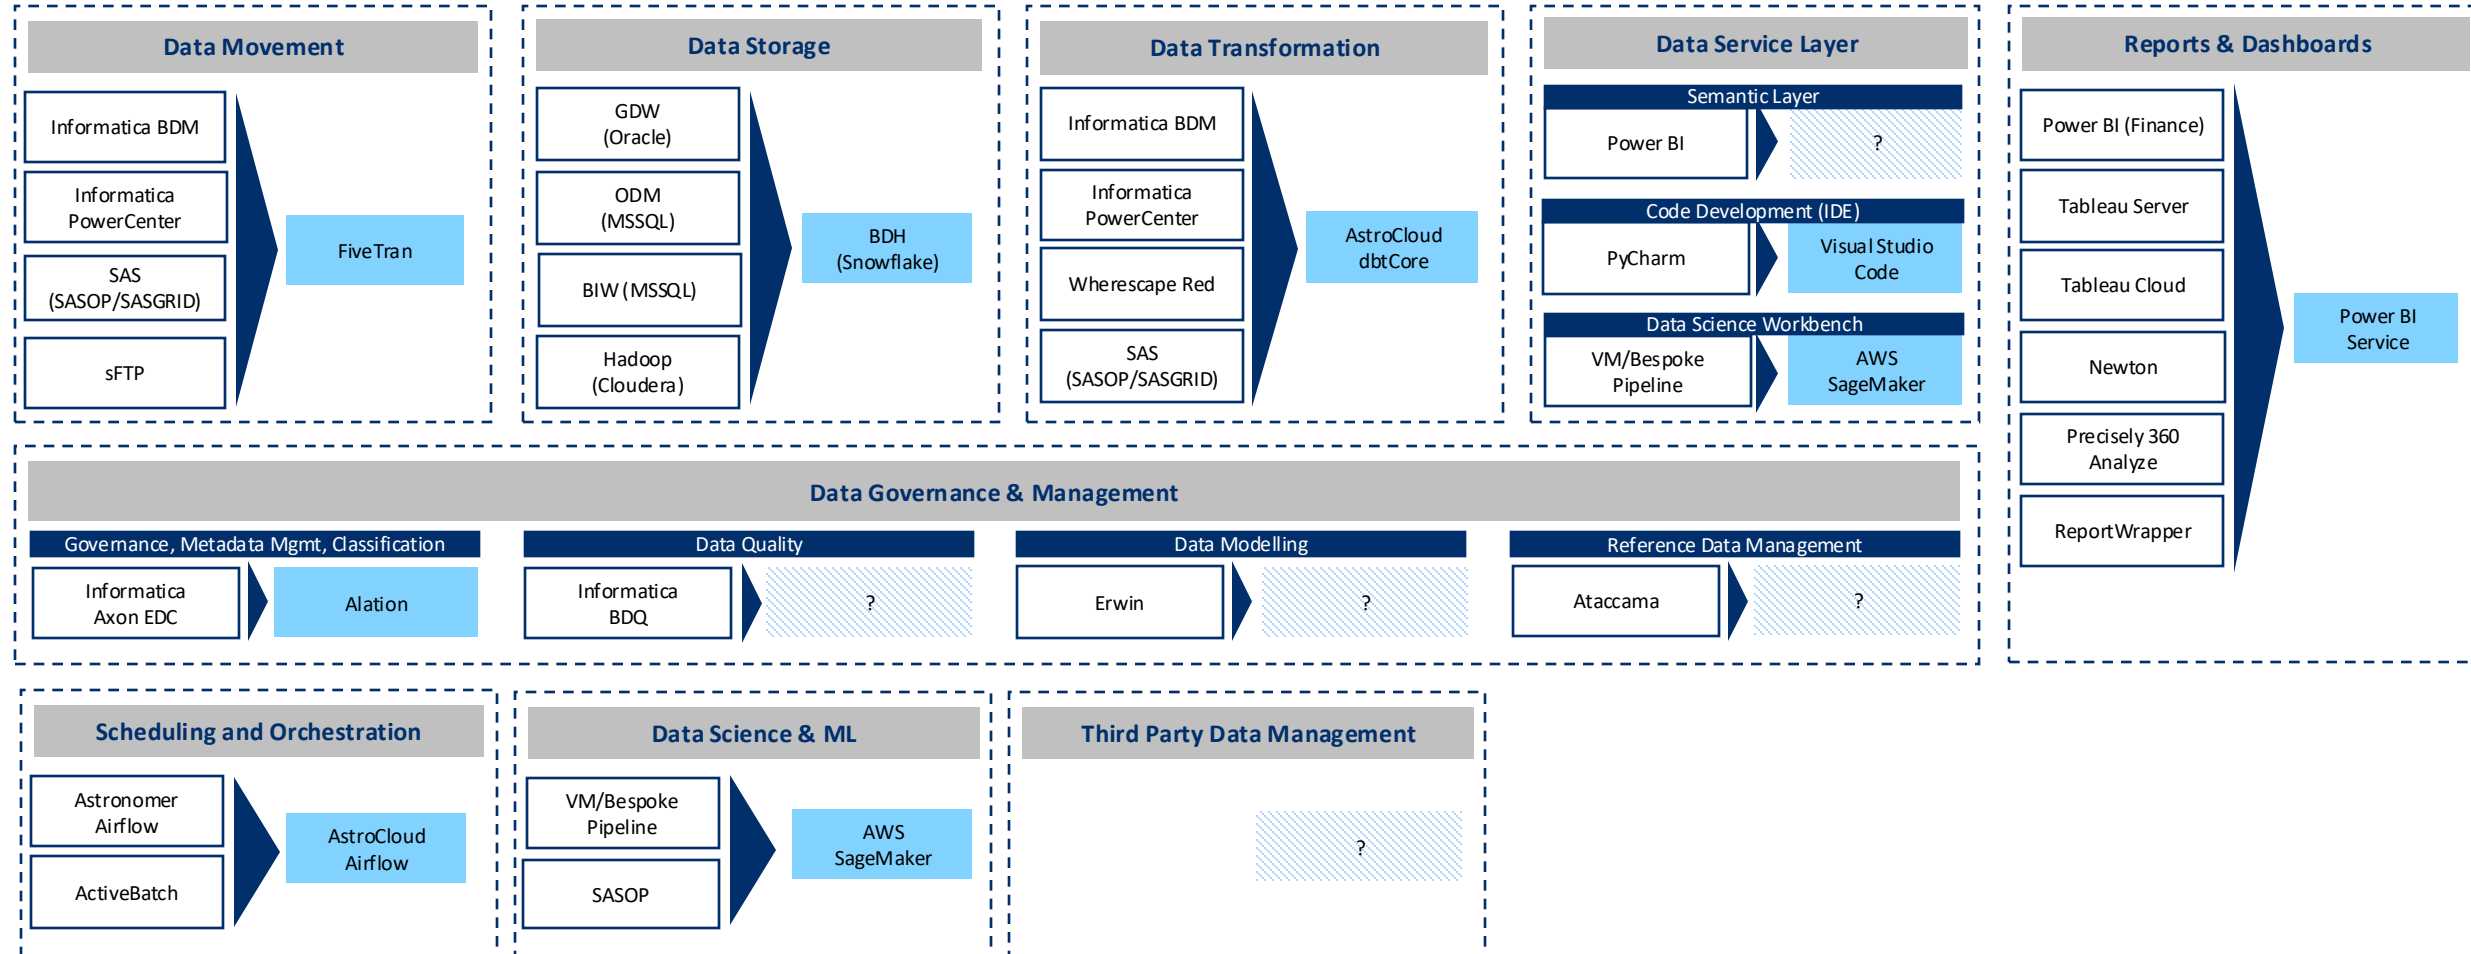 Data Movement
Informatica BDM
Informatica
PowerCenter
SAS
(SASOP/SASGRID)
sFTP
FiveTran
Data Storage
GDW
(Oracle)
ODM
(MSSQL)
BIW (MSSQL)
Hadoop
(Cloudera)
BDH
(Snowflake)
Data Transformation
Informatica BDM
Informatica
PowerCenter
Wherescape Red
SAS
(SASOP/SASGRID)
AstroCloud
dbtCore
Data Service Layer
Semantic Layer
Power BI
?
Code Development (IDE)
PyCharm
Visual Studio
Code
Data Science Workbench
VM/Bespoke
Pipeline
AWS
SageMaker
Reports & Dashboards
Power BI (Finance)
Tableau Server
Tableau Cloud
Newton
Precisely 360
Analyze
ReportWrapper
Power BI
Service
Data Governance & Management
Governance, Metadata Mgmt, Classification
Informatica
Axon EDC
Alation
Data Quality
Informatica
BDQ
?
Data Modelling
Erwin
?
Reference Data Management
Ataccama
?
Scheduling and Orchestration
Astronomer
Airflow
ActiveBatch
AstroCloud
Airflow
Data Science & ML
VM/Bespoke
Pipeline
SASOP
AWS
SageMaker
Third Party Data Management
?